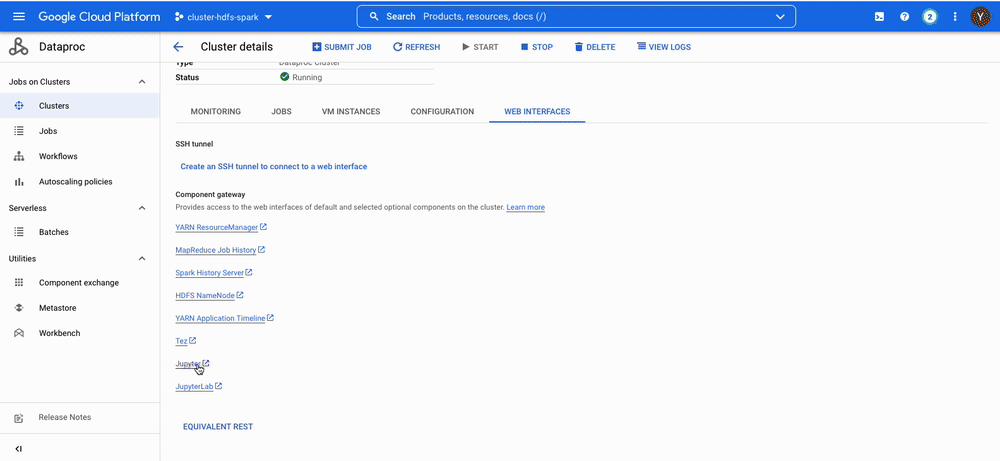 Google Cloud Platform
cluster-hdfs-spark
Search Products, resources, docs (/)
2
Y
Dataproc
Cluster details
SUBMIT JOB
REFRESH
START
STOP
DELETE
VIEW LOGS
Jobs on Clusters
Clusters
Jobs
Workflows
Autoscaling policies
Serverless
Batches
Utilities
Component exchange
Metastore
Workbench
Release Notes
Type Dataproc Cluster
Status Running
MONITORING
JOBS
VM INSTANCES
CONFIGURATION
WEB INTERFACES
SSH tunnel
Create an SSH tunnel to connect to a web interface
Component gateway
Provides access to the web interfaces of default and selected optional components on the cluster. Learn more
YARN ResourceManager
MapReduce Job History
Spark History Server
HDFS NameNode
YARN Application Timeline
Tez
Jupyter
JupyterLab
EQUIVALENT REST